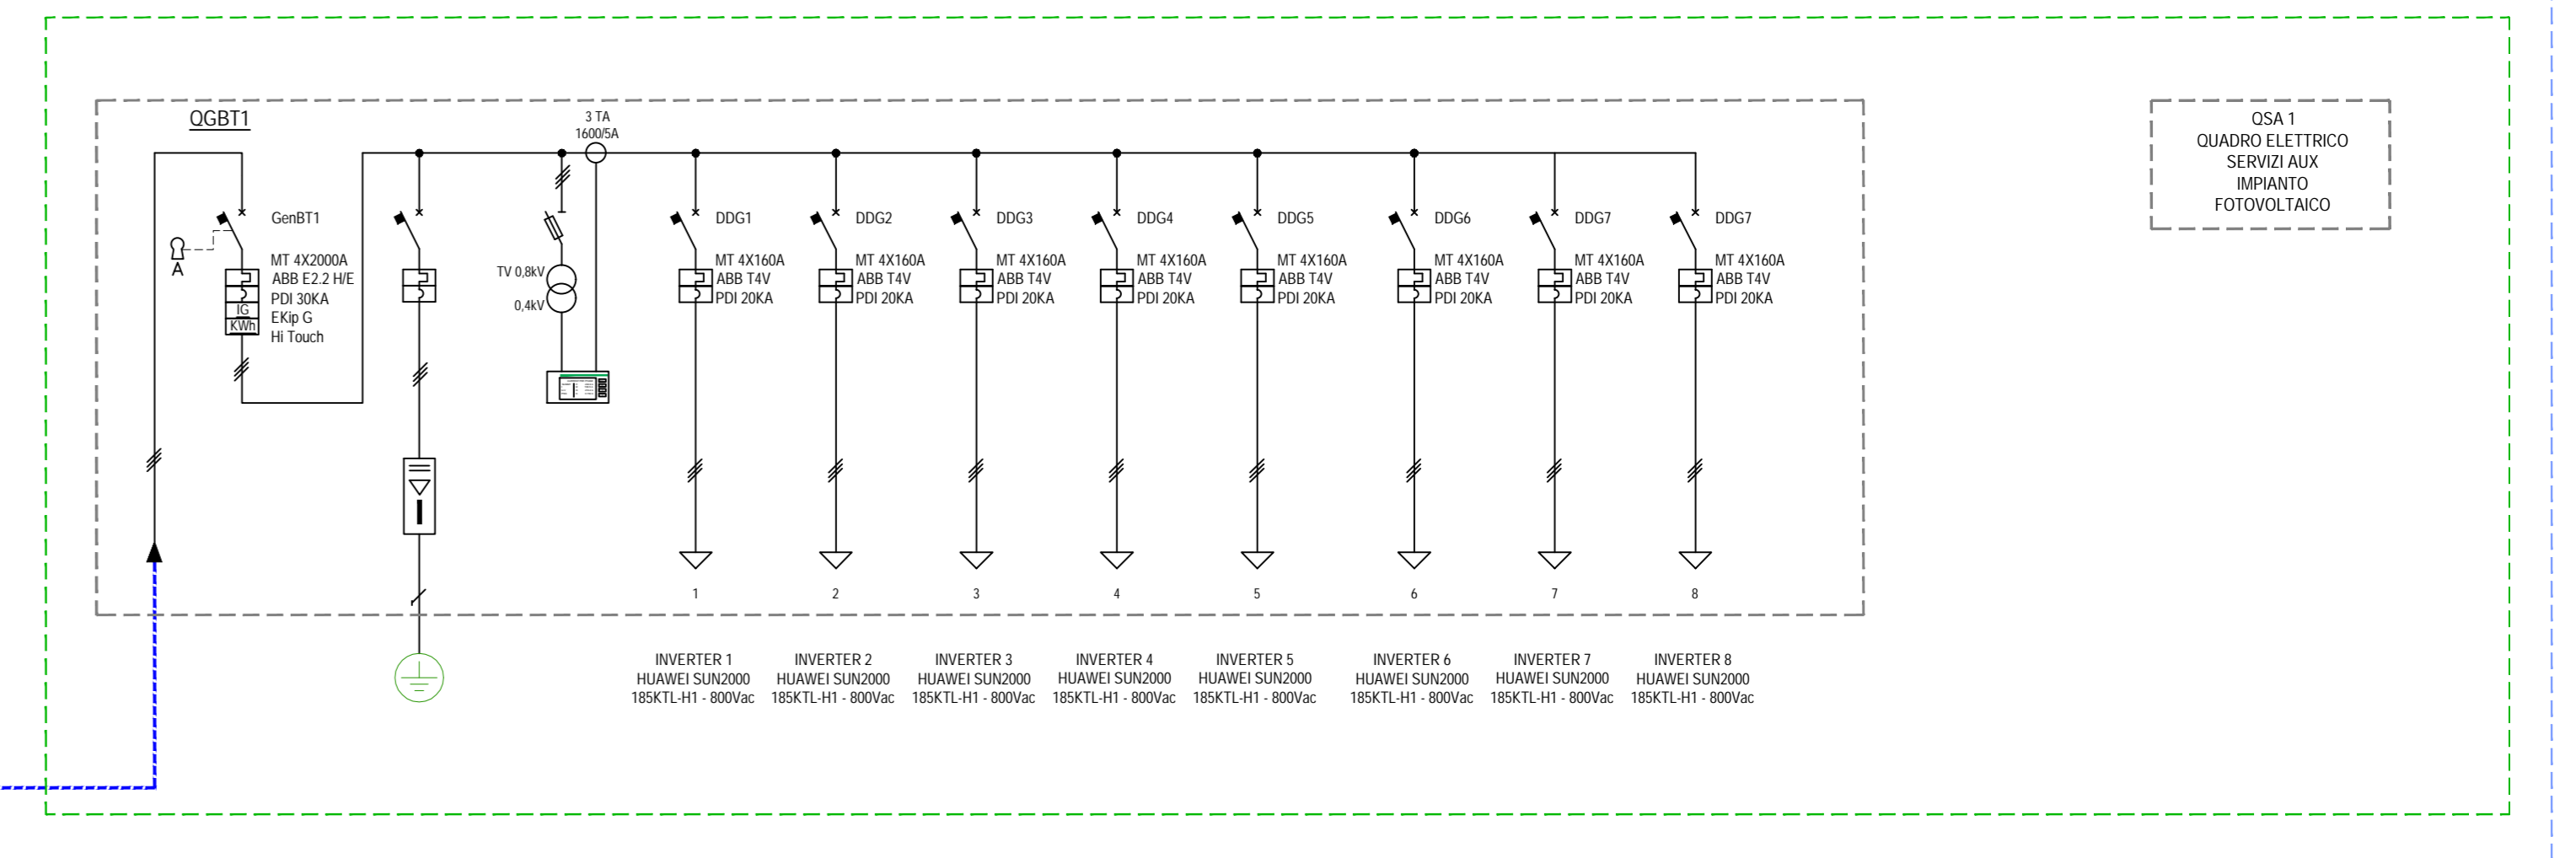 QGBT1
3 TA
1600/5A
QSA 1
QUADRO ELETTRICO
SERVIZI AUX
IMPIANTO
FOTOVOLTAICO
A
GenBT1
MT 4X2000A
ABB E2.2 H/E
PDI 30KA
EKip G
Hi Touch
IG
KWh
TV 0,8kV
0,4kV
DDG1
MT 4X160A
ABB T4V
PDI 20KA
DDG2
MT 4X160A
ABB T4V
PDI 20KA
DDG3
MT 4X160A
ABB T4V
PDI 20KA
DDG4
MT 4X160A
ABB T4V
PDI 20KA
DDG5
MT 4X160A
ABB T4V
PDI 20KA
DDG6
MT 4X160A
ABB T4V
PDI 20KA
DDG7
MT 4X160A
ABB T4V
PDI 20KA
DDG7
MT 4X160A
ABB T4V
PDI 20KA
1
2
3
4
5
6
7
8
INVERTER 1
HUAWEI SUN2000
185KTL-H1 - 800Vac
INVERTER 2
HUAWEI SUN2000
185KTL-H1 - 800Vac
INVERTER 3
HUAWEI SUN2000
185KTL-H1 - 800Vac
INVERTER 4
HUAWEI SUN2000
185KTL-H1 - 800Vac
INVERTER 5
HUAWEI SUN2000
185KTL-H1 - 800Vac
INVERTER 6
HUAWEI SUN2000
185KTL-H1 - 800Vac
INVERTER 7
HUAWEI SUN2000
185KTL-H1 - 800Vac
INVERTER 8
HUAWEI SUN2000
185KTL-H1 - 800Vac